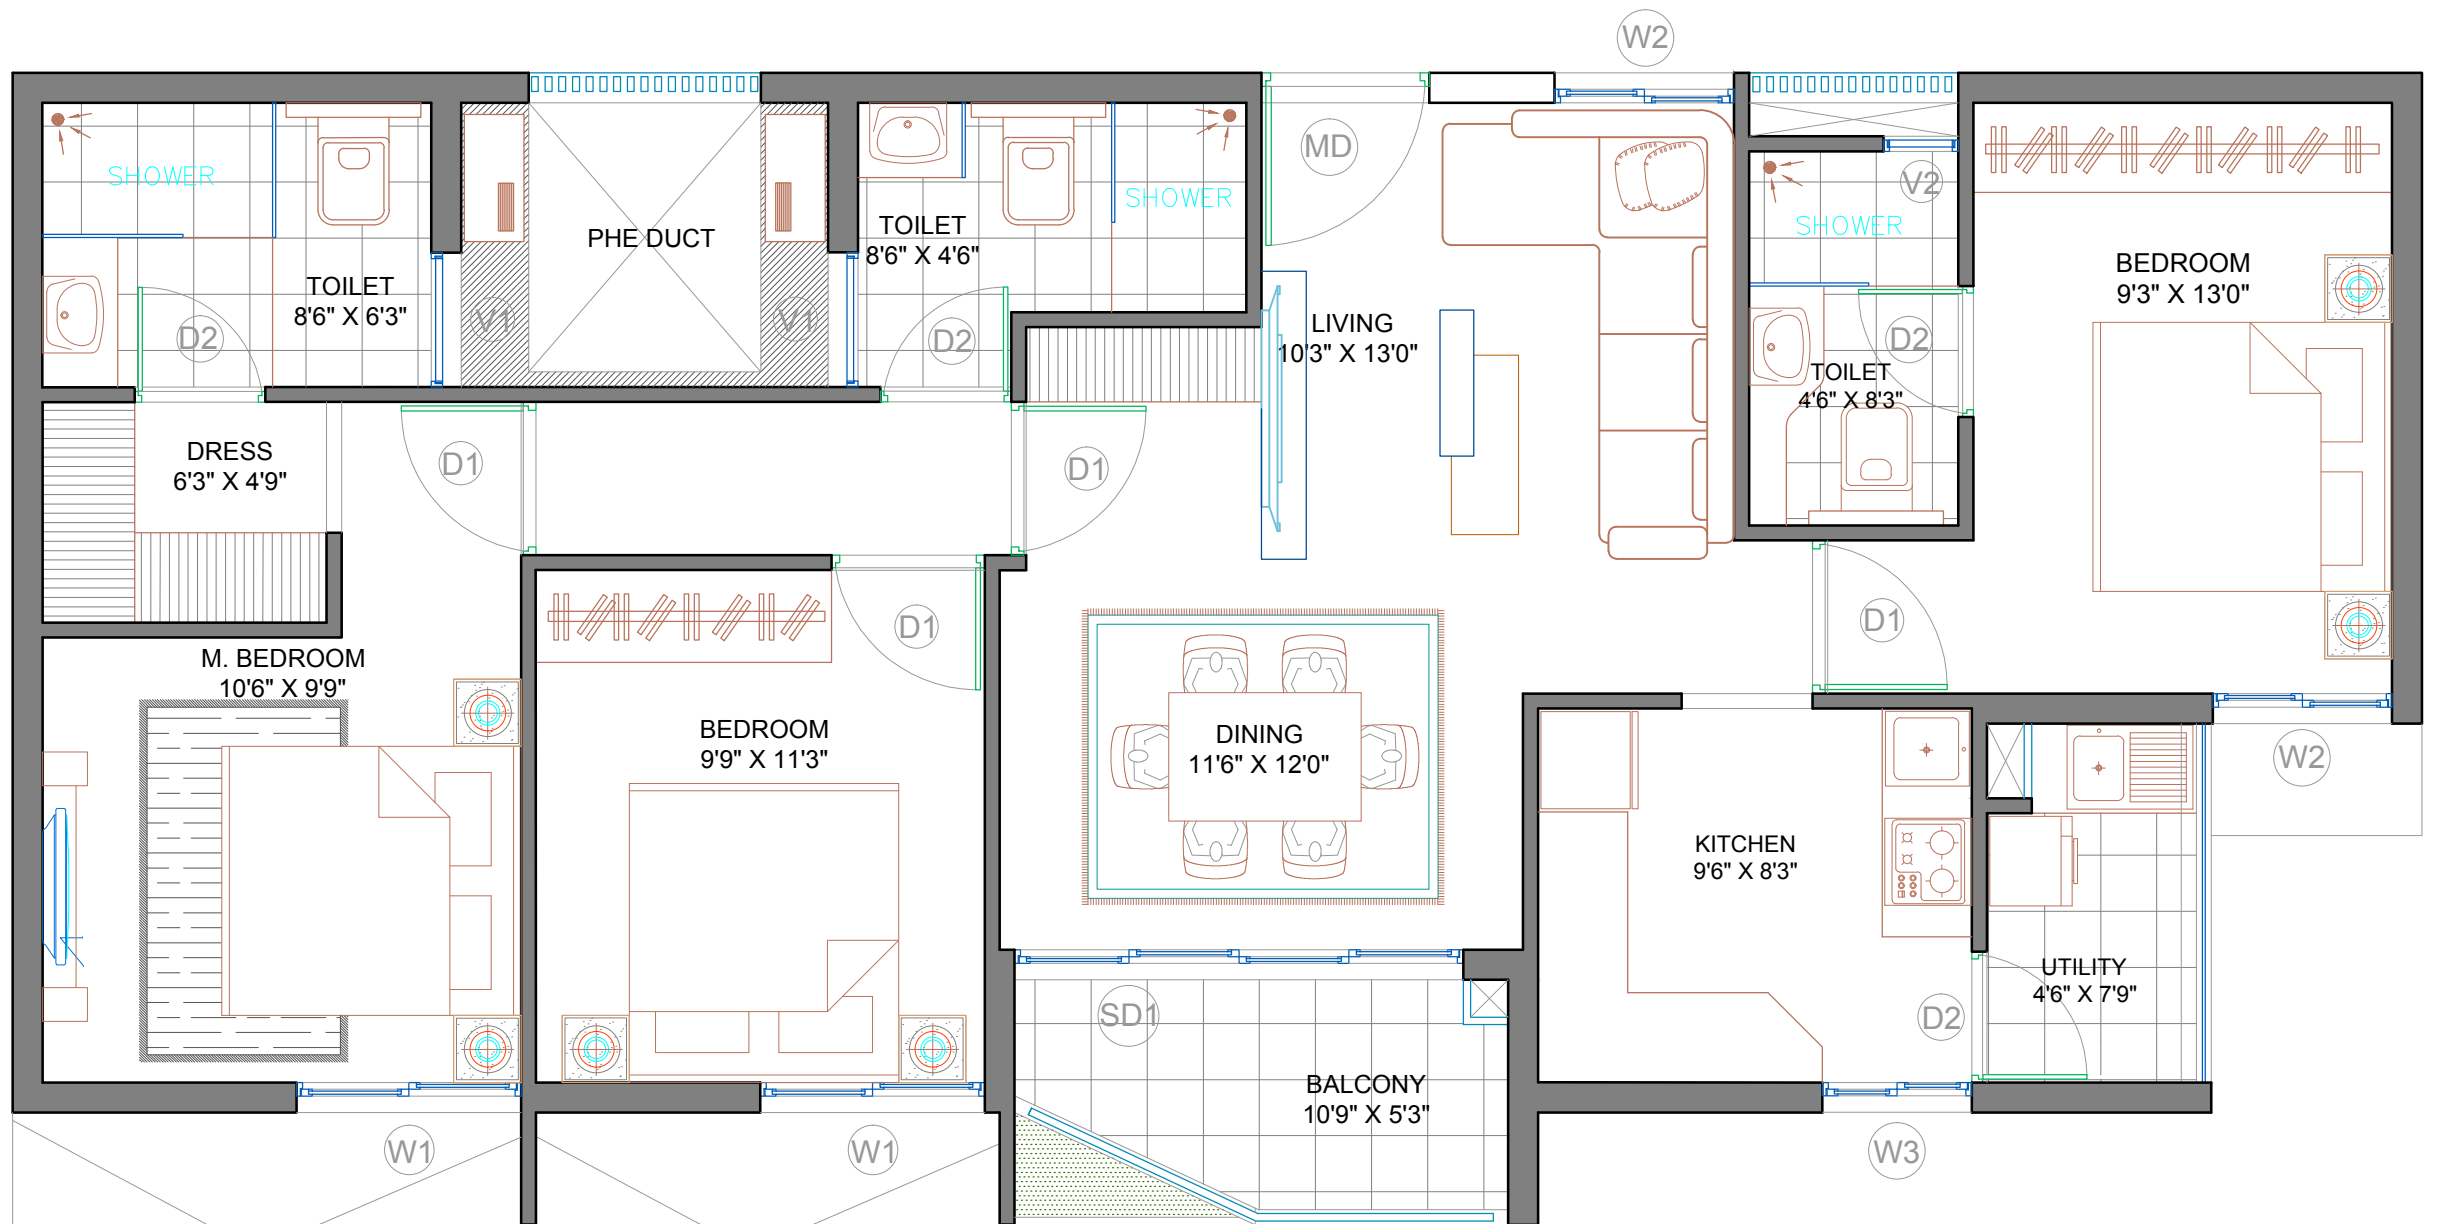 W2
MD
SHOWER
SHOWER
V2
SHOWER
TOILET
8'6" X 4'6"
PHE DUCT
BEDROOM
9'3" X 13'0"
TOILET
8'6" X 6'3"
V1
V1
LIVING
10'3" X 13'0"
D2
D2
D2
TOILET
4'6" X 8'3"
DRESS
6'3" X 4'9"
D1
D1
D1
D1
M. BEDROOM
10'6" X 9'9"
BEDROOM
9'9" X 11'3"
DINING
11'6" X 12'0"
W2
KITCHEN
9'6" X 8'3"
UTILITY
4'6" X 7'9"
SD1
D2
BALCONY
10'9" X 5'3"
W1
W1
W3